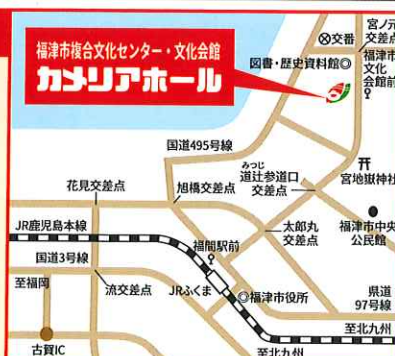 福津市複合文化センター・文化会館
カメリアホール
宮ノ元
交差点
交番
図書・歴史資料館
福津市
文化
会館前
国道495号線
みつじ
道辻参道口
交差点
宮地嶽神社
花見交差点
旭橋交差点
JR鹿児島本線
太郎丸
交差点
福津市中央
公民館
福間駅前
国道3号線
至福岡
流交差点
JRふくま
福津市役所
県道
97号線
至北九州
古賀IC
至北九州